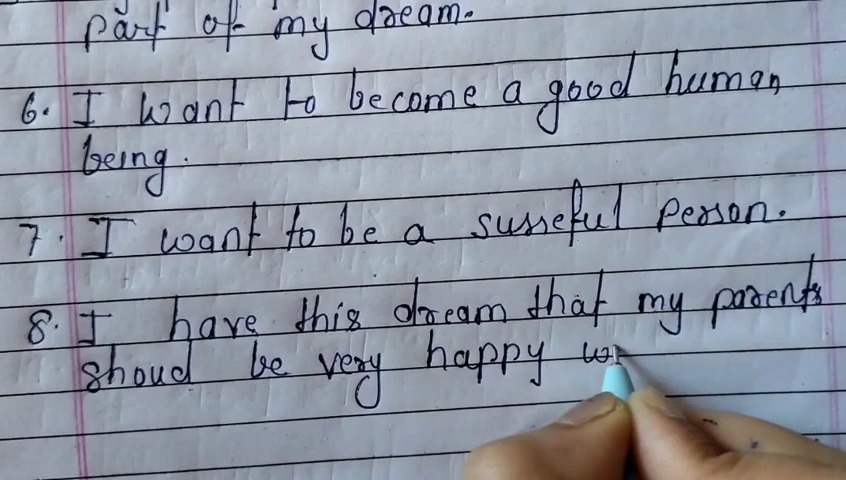 part of my dream.
6. I want to become a good human
being.
7. I want to be a susseful person.
8. I have this dream that my parents
shoud be very happy wi